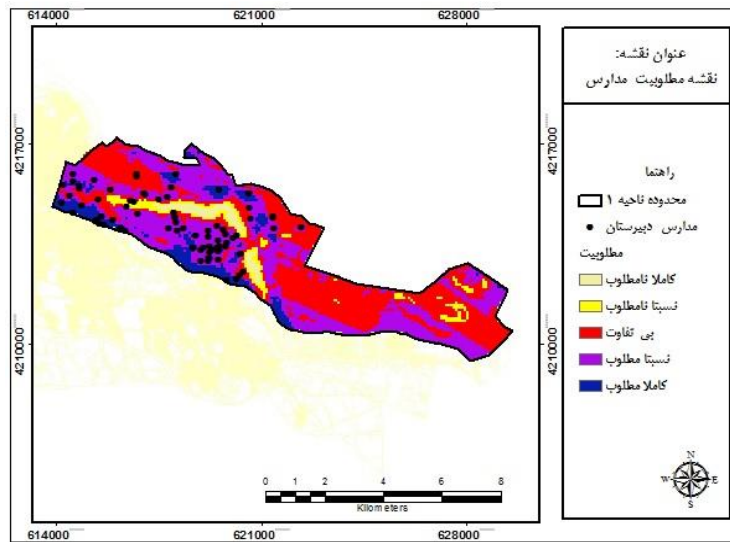 614000 621000 628000
4217000
4217000
4210000
4210000
0 1 2 4 6 8
Kilometers
614000 621000 628000
عنوان نقشه:
نقشه مطلوبیت مدارس
راهنما
محدوده ناحیه ۱
مدارس دبیرستان
مطلوبیت
کاملا نامطلوب
نسبتا نامطلوب
بی تفاوت
نسبتا مطلوب
کاملا مطلوب
N
W E
S